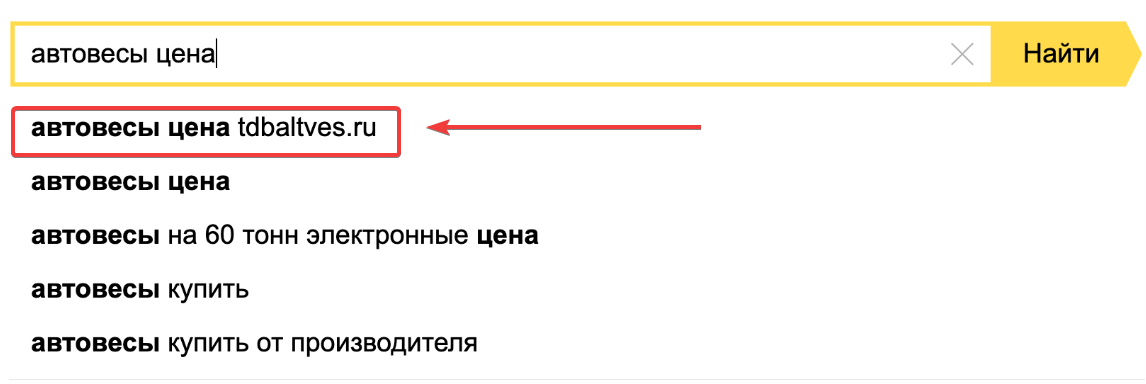 автовесы цена
Найти
автовесы цена tdbaltves.ru
автовесы цена
автовесы на 60 тонн электронные цена
автовесы купить
автовесы купить от производителя